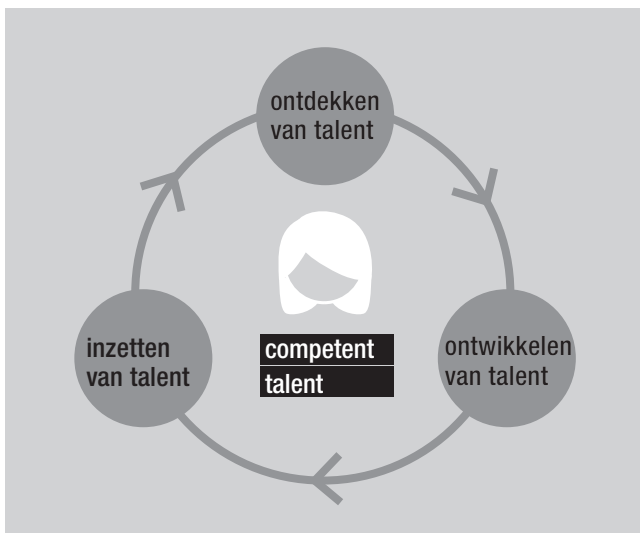 ontdekken
van talent
inzetten
van talent
competent
talent
ontwikkelen
van talent